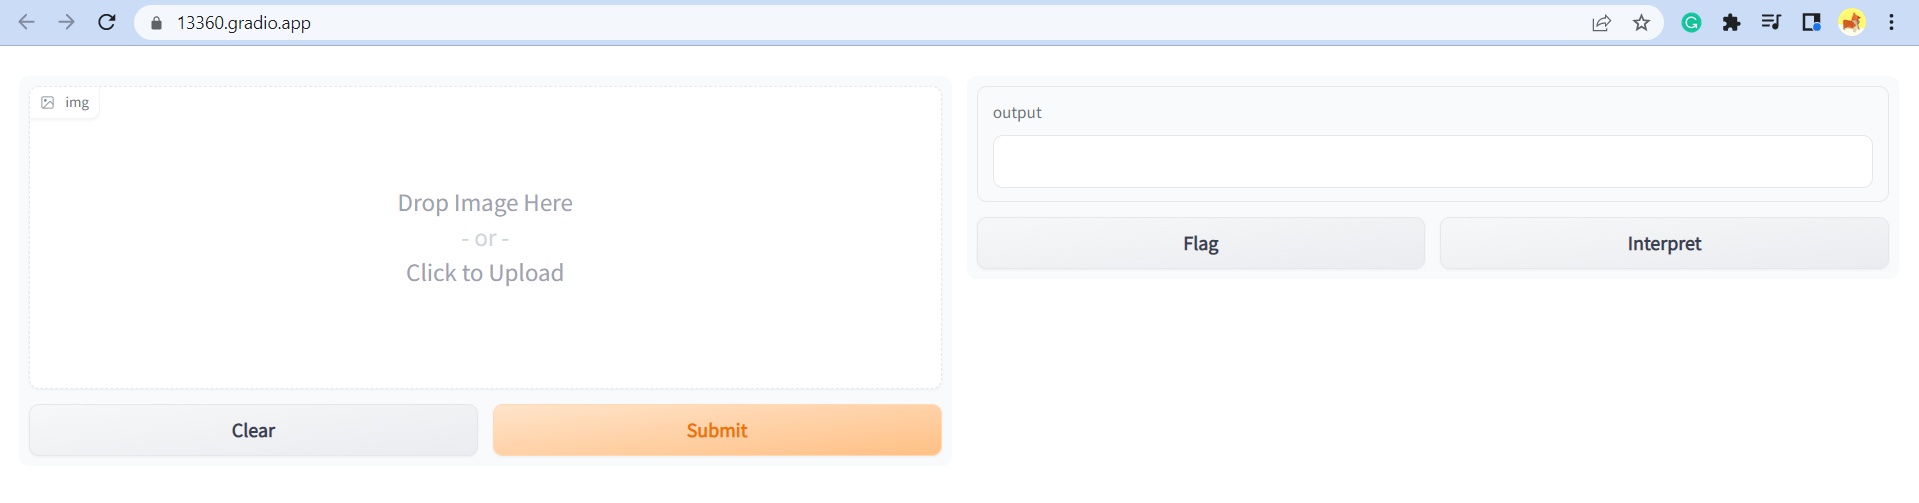 13360.gradio.app
img
Drop Image Here
- or -
Click to Upload
Clear
Submit
output
Flag
Interpret